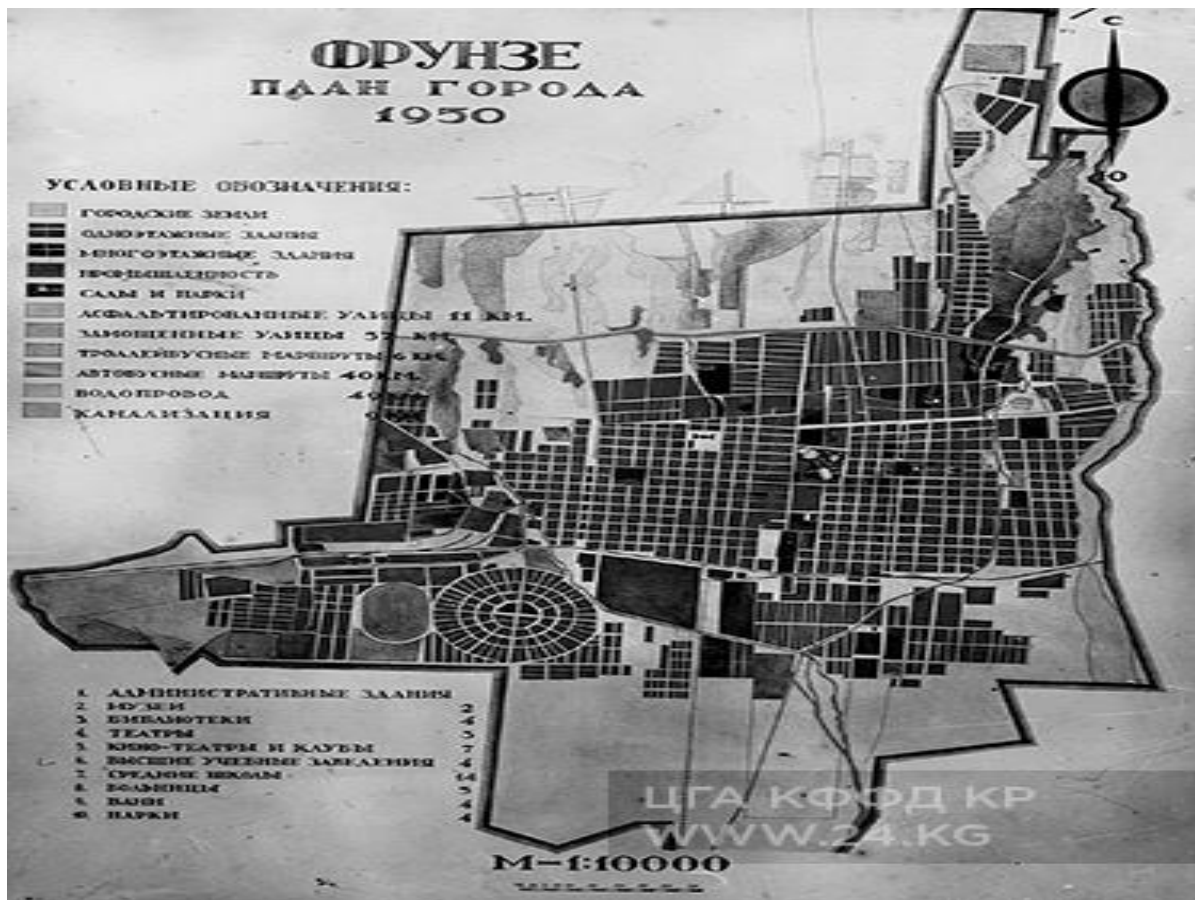 ФРУНЗЕ
ПЛАН ГОРОДА
1950
С
Ю
УСЛОВНЫЕ ОБОЗНАЧЕНИЯ:
ГОРОДСКИЕ ЗЕМЛИ
ОДНОЭТАЖНЫЕ ЗДАНИЯ
МНОГОЭТАЖНЫЕ ЗДАНИЯ
ПРОМЫШЛЕННОСТЬ
САДЫ И ПАРКИ
АСФАЛЬТИРОВАННЫЕ УЛИЦЫ 11 КМ.
ЗАМОЩЕННЫЕ УЛИЦЫ КМ
ТРОЛЛЕЙБУСНЫЕ МАРШРУТЫ 6 КМ.
АВТОБУСНЫЕ МАРШРУТЫ 40 КМ.
ВОДОПРОВОД
КАНАЛИЗАЦИЯ
1. АДМИНИСТРАТИВНЫЕ ЗДАНИЯ
2. МУЗЕИ 2
3. БИБЛИОТЕКИ 4
4. ТЕАТРЫ 3
5. КИНО-ТЕАТРЫ И КЛУБЫ 7
6. ВЫСШИЕ УЧЕБНЫЕ ЗАВЕДЕНИЯ 4
7. СРЕДНИЕ ШКОЛЫ 14
8. БОЛЬНИЦЫ
9. БАНИ 4
10. ПАРКИ 4
М-1:10000
ЦГА КФФД КР
WWW.24.KG